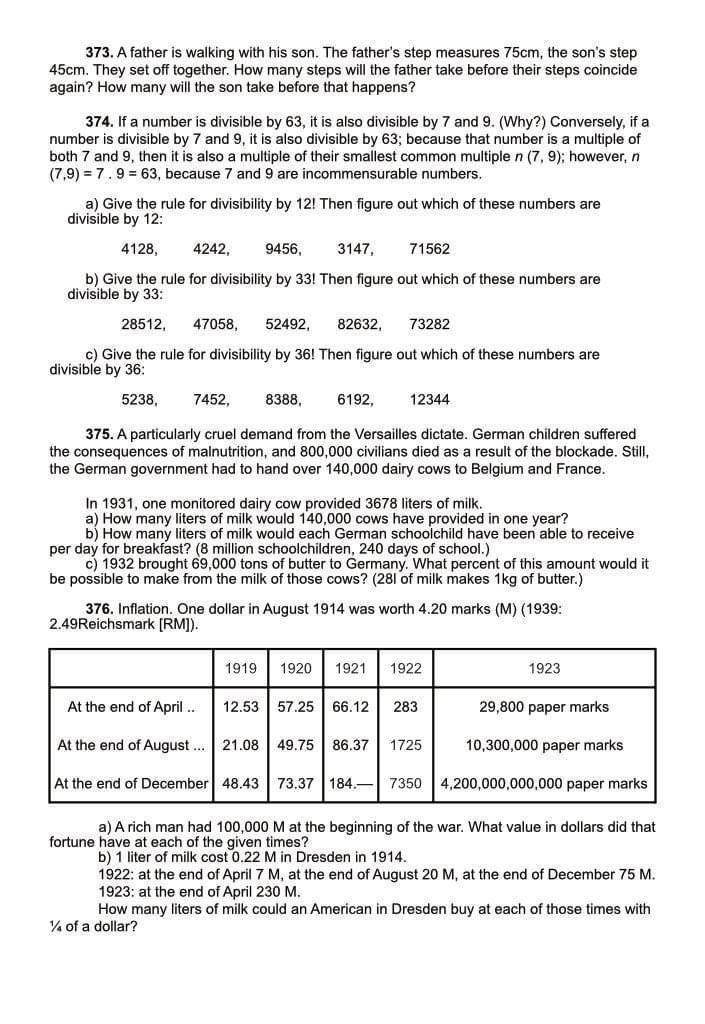 373. A father is walking with his son. The father's step measures 75cm, the son's step
45cm. They set off together. How many steps will the father take before their steps coincide
again? How many will the son take before that happens?
374. If a number is divisible by 63, it is also divisible by 7 and 9. (Why?) Conversely, if a
number is divisible by 7 and 9, it is also divisible by 63; because that number is a multiple of
both 7 and 9, then it is also a multiple of their smallest common multiple n (7, 9); however, n
(7,9) = 7 . 9 = 63, because 7 and 9 are incommensurable numbers.
a) Give the rule for divisibility by 12! Then figure out which of these numbers are
divisible by 12:
4128, 4242, 9456, 3147, 71562
b) Give the rule for divisibility by 33! Then figure out which of these numbers are
divisible by 33:
28512, 47058, 52492, 82632, 73282
c) Give the rule for divisibility by 36! Then figure out which of these numbers are
divisible by 36:
5238, 7452, 8388, 6192, 12344
375. A particularly cruel demand from the Versailles dictate. German children suffered
the consequences of malnutrition, and 800,000 civilians died as a result of the blockade. Still,
the German government had to hand over 140,000 dairy cows to Belgium and France.
In 1931, one monitored dairy cow provided 3678 liters of milk.
a) How many liters of milk would 140,000 cows have provided in one year?
b) How many liters of milk would each German schoolchild have been able to receive
per day for breakfast? (8 million schoolchildren, 240 days of school.)
c) 1932 brought 69,000 tons of butter to Germany. What percent of this amount would it
be possible to make from the milk of those cows? (28l of milk makes 1kg of butter.)
376. Inflation. One dollar in August 1914 was worth 4.20 marks (M) (1939:
2.49Reichsmark [RM]).
1919 1920 1921 1922 1923
At the end of April .. 12.53 57.25 66.12 283 29,800 paper marks
At the end of August ... 21.08 49.75 86.37 1725 10,300,000 paper marks
At the end of December 48.43 73.37 184.— 7350 4,200,000,000,000 paper marks
a) A rich man had 100,000 M at the beginning of the war. What value in dollars did that
fortune have at each of the given times?
b) 1 liter of milk cost 0.22 M in Dresden in 1914.
1922: at the end of April 7 M, at the end of August 20 M, at the end of December 75 M.
1923: at the end of April 230 M.
How many liters of milk could an American in Dresden buy at each of those times with
¼ of a dollar?